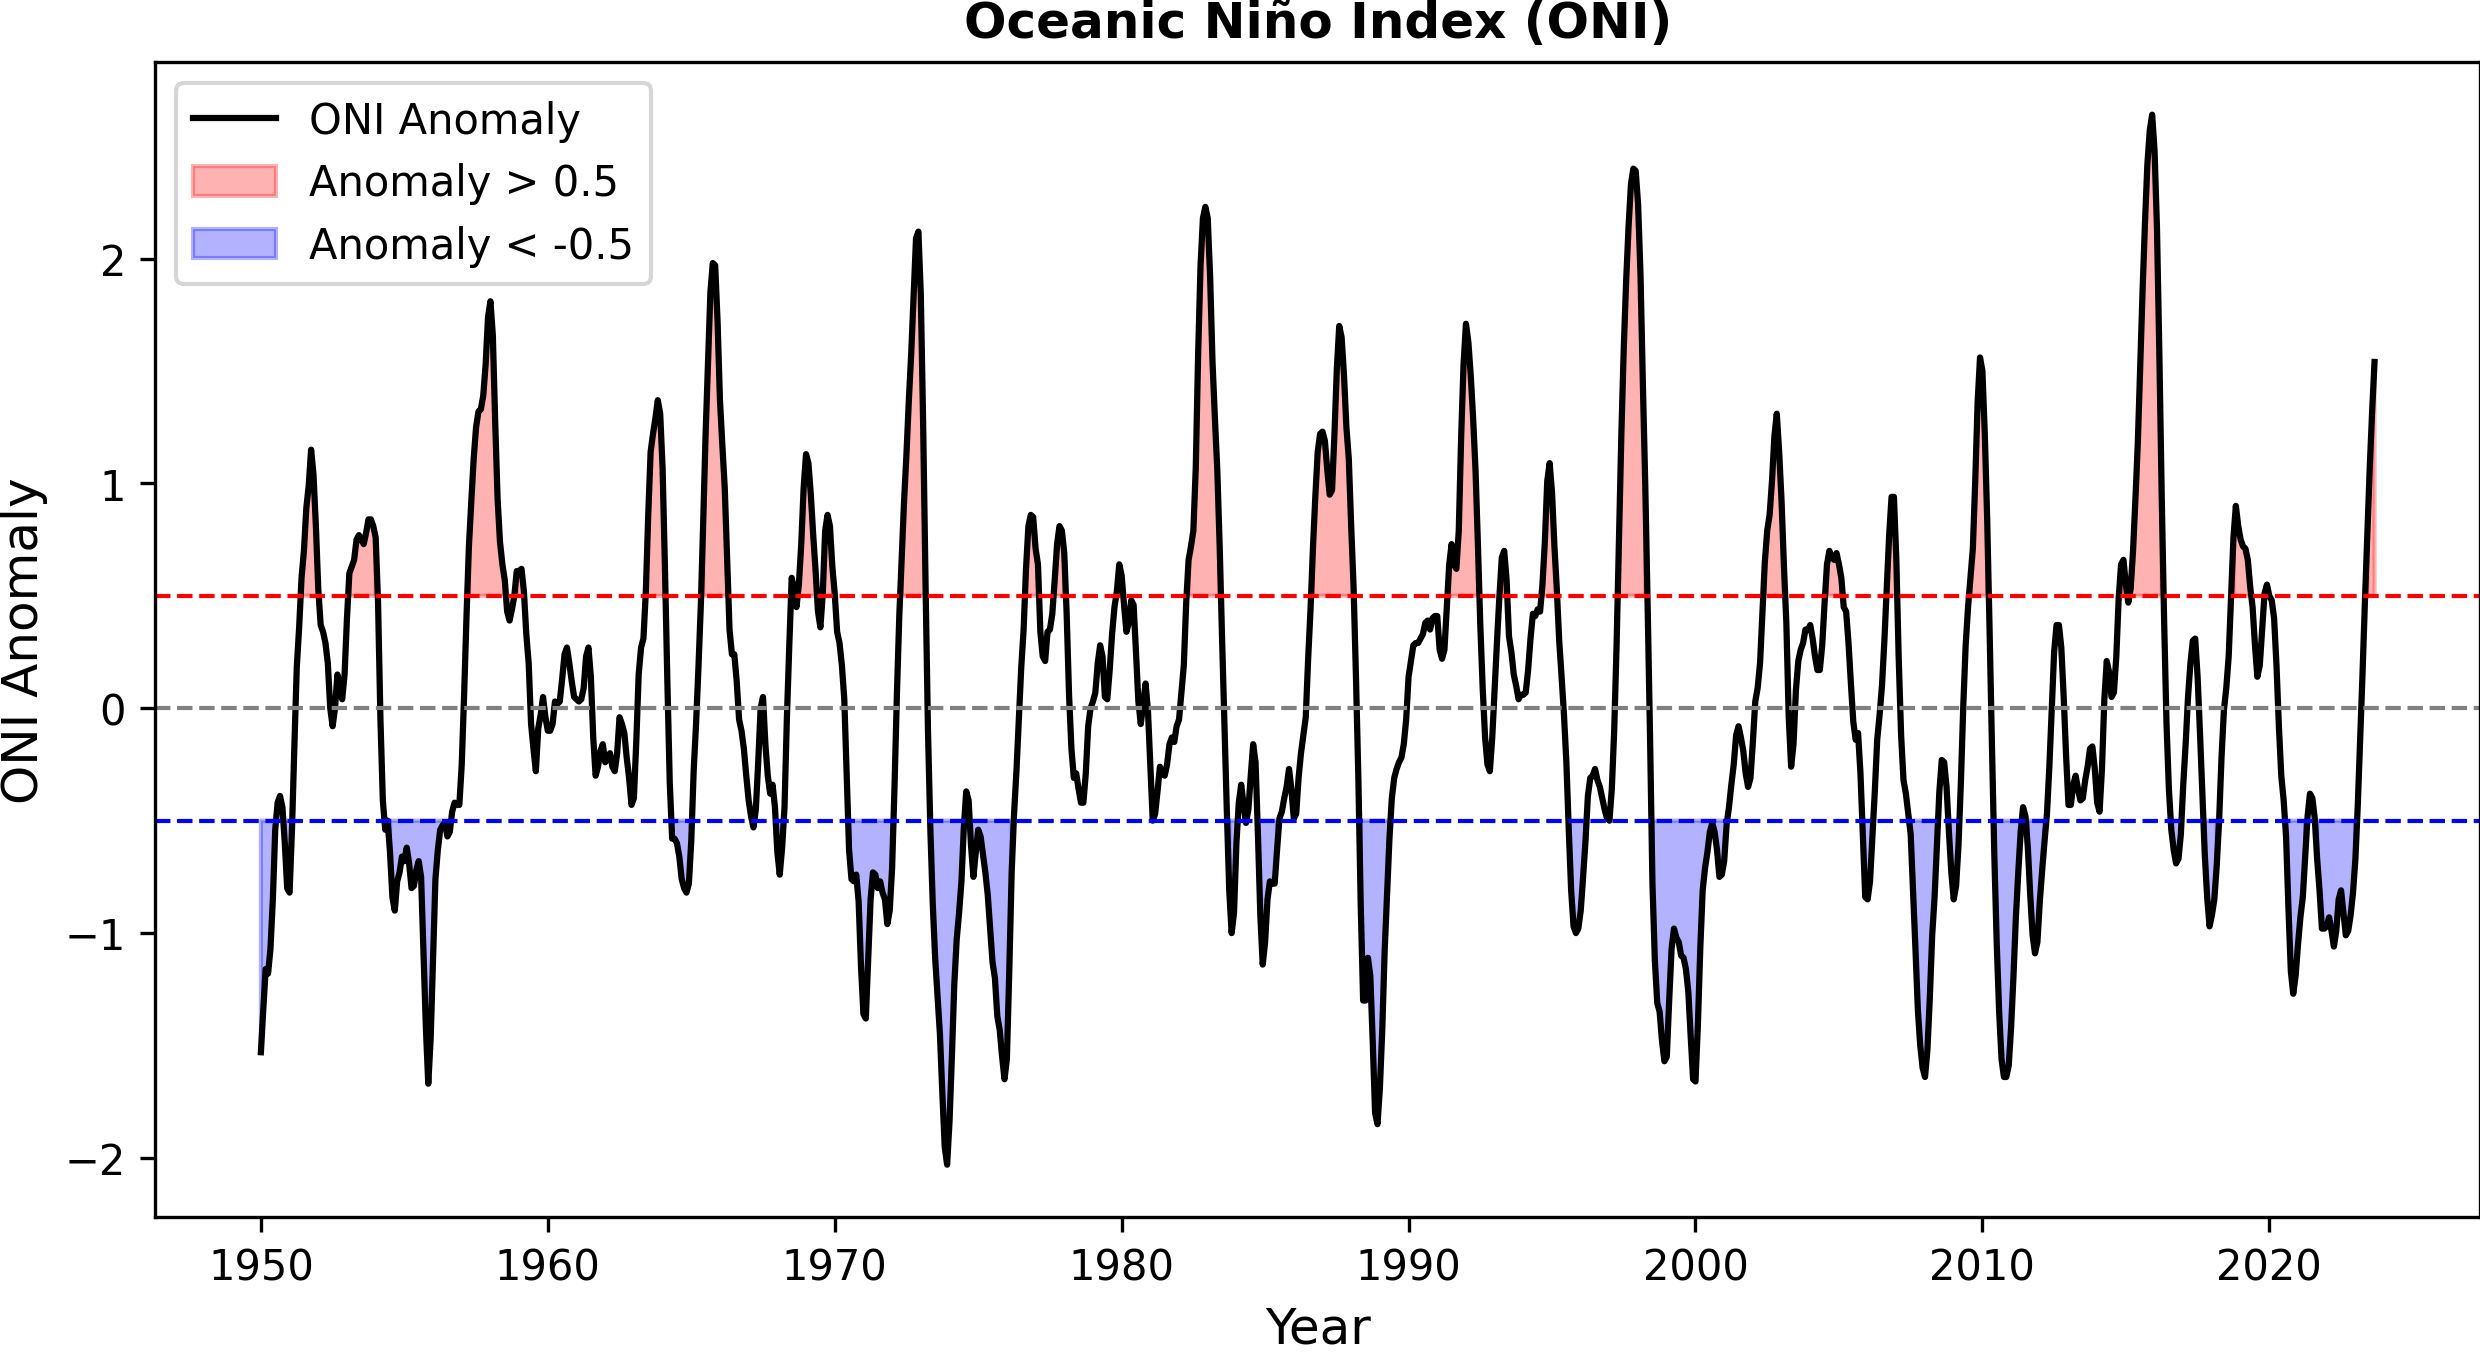 Oceanic Niño Index (ONI)
ONI Anomaly
Anomaly > 0.5
Anomaly < -0.5
ONI Anomaly
2
1
0
−1
−2
1950 1960 1970 1980 1990 2000 2010 2020
Year